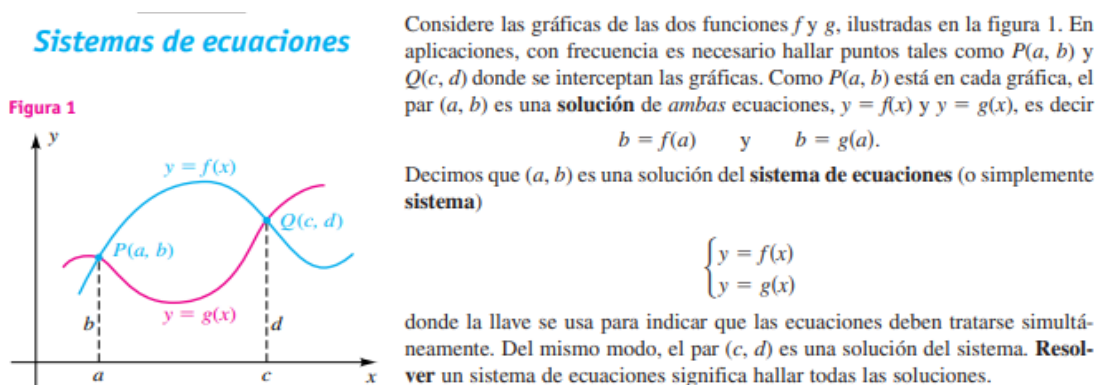 Sistemas de ecuaciones
Figura 1
y
y = f(x)
Q(c, d)
P(a, b)
y = g(x)
b
d
a
c
x
Considere las gráficas de las dos funciones f y g, ilustradas en la figura 1. En
aplicaciones, con frecuencia es necesario hallar puntos tales como P(a, b) y
Q(c, d) donde se interceptan las gráficas. Como P(a, b) está en cada gráfica, el
par (a, b) es una solución de ambas ecuaciones, y = f(x) y y = g(x), es decir
b = f(a) y b = g(a).
Decimos que (a, b) es una solución del sistema de ecuaciones (o simplemente
sistema)
{y = f(x)
y = g(x)
donde la llave se usa para indicar que las ecuaciones deben tratarse simultá-
neamente. Del mismo modo, el par (c, d) es una solución del sistema. Resol-
ver un sistema de ecuaciones significa hallar todas las soluciones.